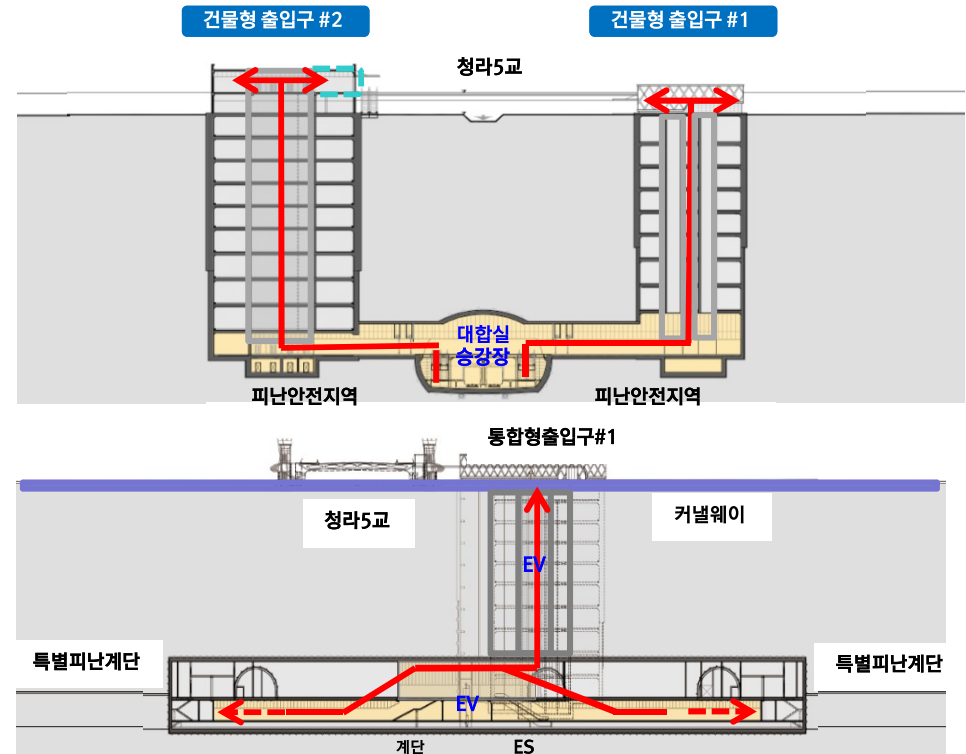 건물형 출입구 #2
건물형 출입구 #1
청라5교
대합실
승강장
피난안전지역
피난안전지역
통합형출입구#1
청라5교
커낼웨이
EV
특별피난계단
특별피난계단
EV
계단
ES